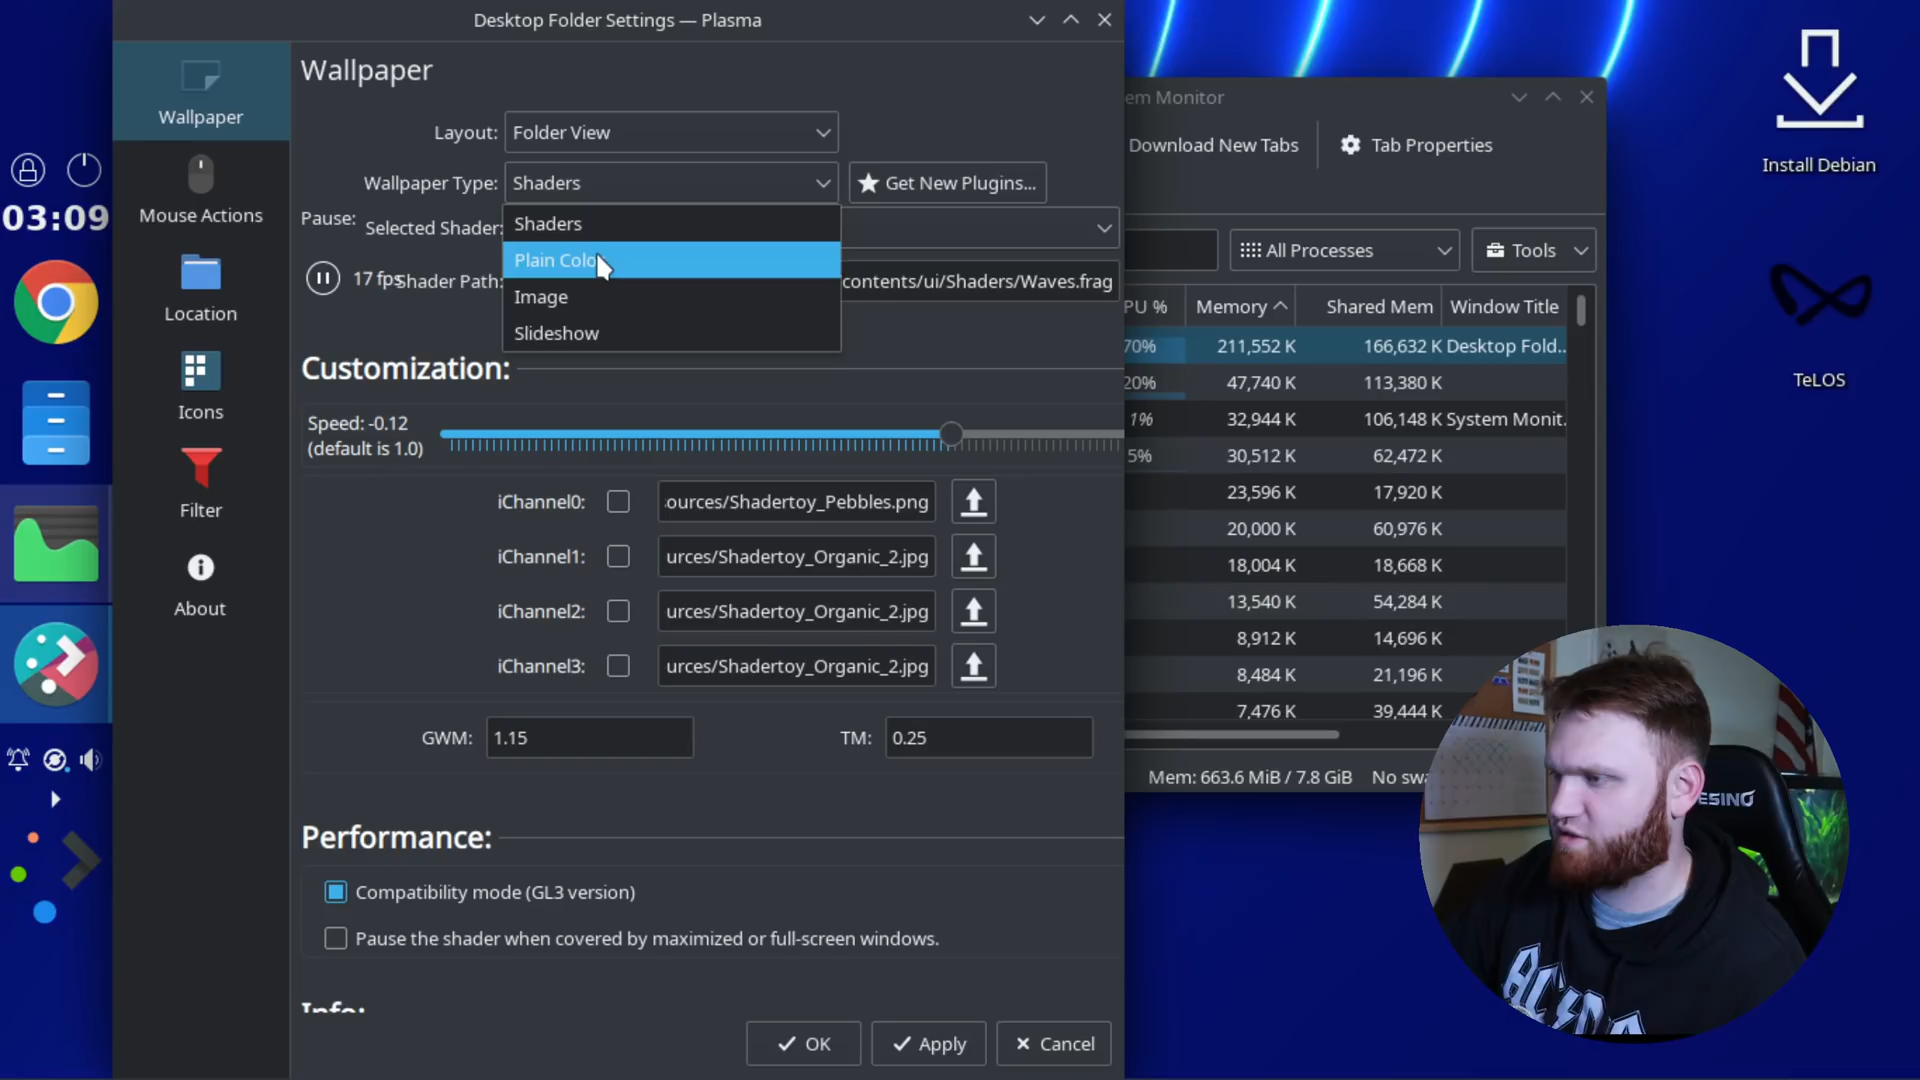 Desktop Folder Settings — Plasma
Wallpaper
Mouse Actions
Location
Icons
Filter
About
03:09
Wallpaper
Layout: Folder View
Wallpaper Type: Shaders
Get New Plugins...
Shaders
Plain Colo
Image
Slideshow
Pause:
Selected Shader:
17 fps
Shader Path:
contents/ui/Shaders/Waves.frag
Customization:
Speed: -0.12
(default is 1.0)
iChannel0: ources/Shadertoy_Pebbles.png
iChannel1: urces/Shadertoy_Organic_2.jpg
iChannel2: urces/Shadertoy_Organic_2.jpg
iChannel3: urces/Shadertoy_Organic_2.jpg
GWM: 1.15 TM: 0.25
Performance:
Compatibility mode (GL3 version)
Pause the shader when covered by maximized or full-screen windows.
Info:
OK Apply Cancel
em Monitor
Download New Tabs Tab Properties
All Processes Tools
PU % Memory Shared Mem Window Title
70% 211,552 K 166,632 K Desktop Fold..
20% 47,740 K 113,380 K
1% 32,944 K 106,148 K System Monit.
5% 30,512 K 62,472 K
23,596 K 17,920 K
20,000 K 60,976 K
18,004 K 18,668 K
13,540 K 54,284 K
8,912 K 14,696 K
8,484 K 21,196 K
7,476 K 39,444 K
Mem: 663.6 MiB / 7.8 GiB No swa
Install Debian
TeLOS
ESINO